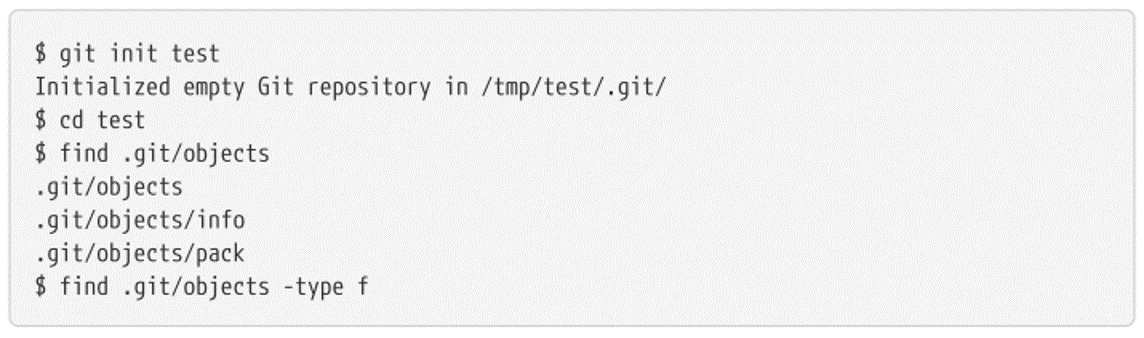 $ git init test
Initialized empty Git repository in /tmp/test/.git/
$ cd test
$ find .git/objects
.git/objects
.git/objects/info
.git/objects/pack
$ find .git/objects -type f